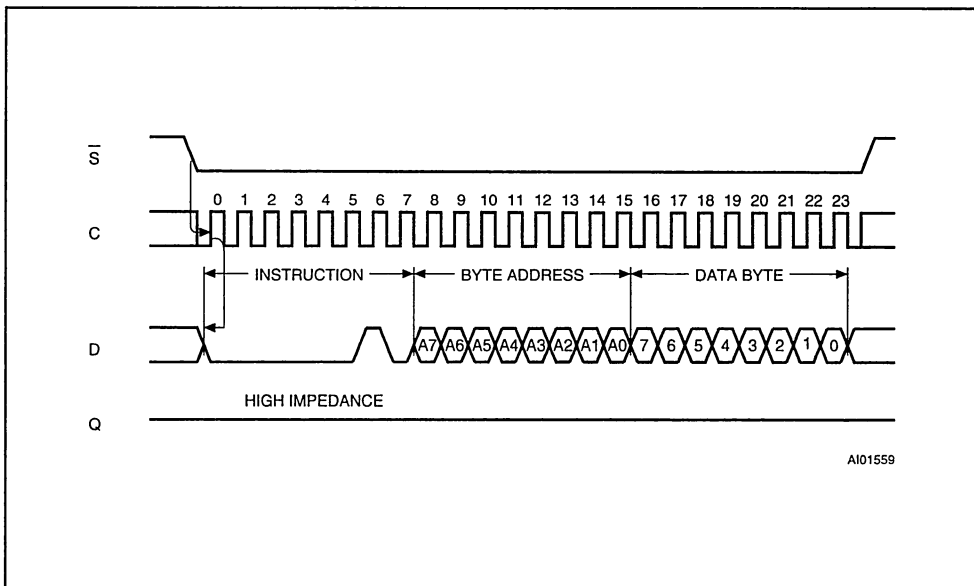 S
0 1 2 3 4 5 6 7 8 9 10 11 12 13 14 15 16 17 18 19 20 21 22 23
C
INSTRUCTION BYTE ADDRESS DATA BYTE
D A7 A6 A5 A4 A3 A2 A1 A0 7 6 5 4 3 2 1 0
HIGH IMPEDANCE
Q
AI01559